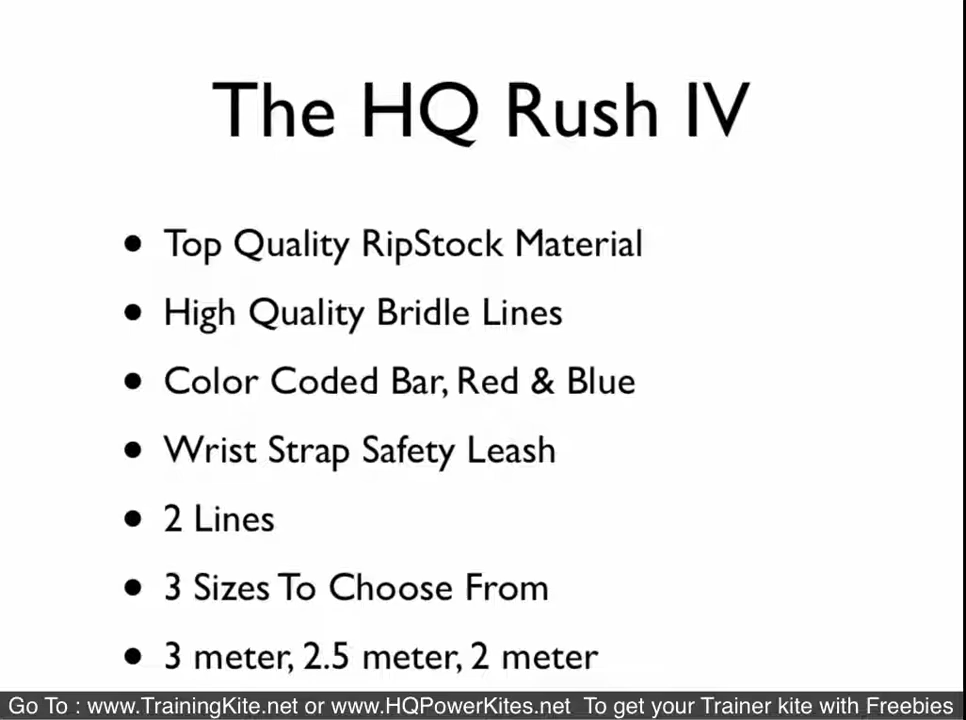 The HQ Rush IV
• Top Quality RipStock Material
• High Quality Bridle Lines
• Color Coded Bar, Red & Blue
• Wrist Strap Safety Leash
• 2 Lines
• 3 Sizes To Choose From
• 3 meter, 2.5 meter, 2 meter
Go To : www.TrainingKite.net or www.HQPowerKites.net To get your Trainer kite with Freebies